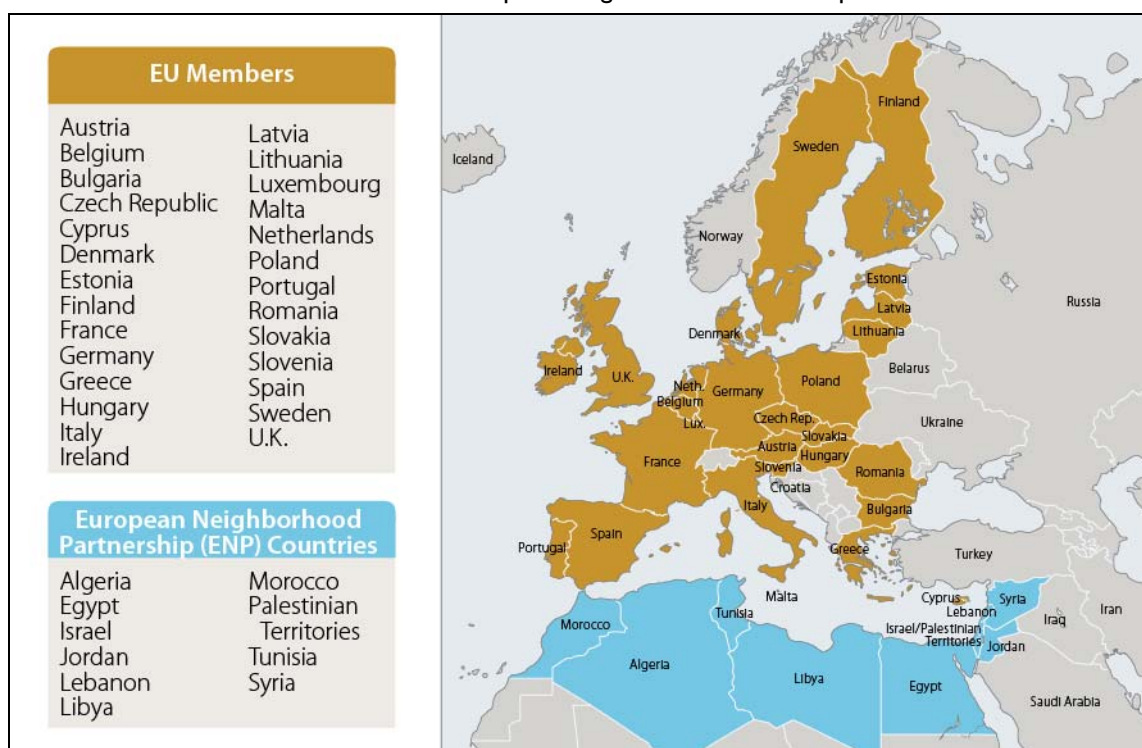 EU Members
Austria
Belgium
Bulgaria
Czech Republic
Cyprus
Denmark
Estonia
Finland
France
Germany
Greece
Hungary
Italy
Ireland
Latvia
Lithuania
Luxembourg
Malta
Netherlands
Poland
Portugal
Romania
Slovakia
Slovenia
Spain
Sweden
U.K.
European Neighborhood
Partnership (ENP) Countries
Algeria
Egypt
Israel
Jordan
Lebanon
Libya
Morocco
Palestinian
Territories
Tunisia
Syria
Iceland
Finland
Sweden
Norway
Estonia
Russia
Latvia
Denmark
Lithuania
Ireland
U.K.
Belarus
Neth.
Germany
Poland
Belgium
Lux.
Czech Rep.
Ukraine
Slovakia
Austria
Hungary
France
Slovenia
Romania
Croatia
Italy
Bulgaria
Portugal
Spain
Greece
Turkey
Malta
Cyprus
Syria
Lebanon
Tunisia
Iraq
Iran
Morocco
Israel/Palestinian
Territories
Jordan
Algeria
Libya
Egypt
Saudi Arabia